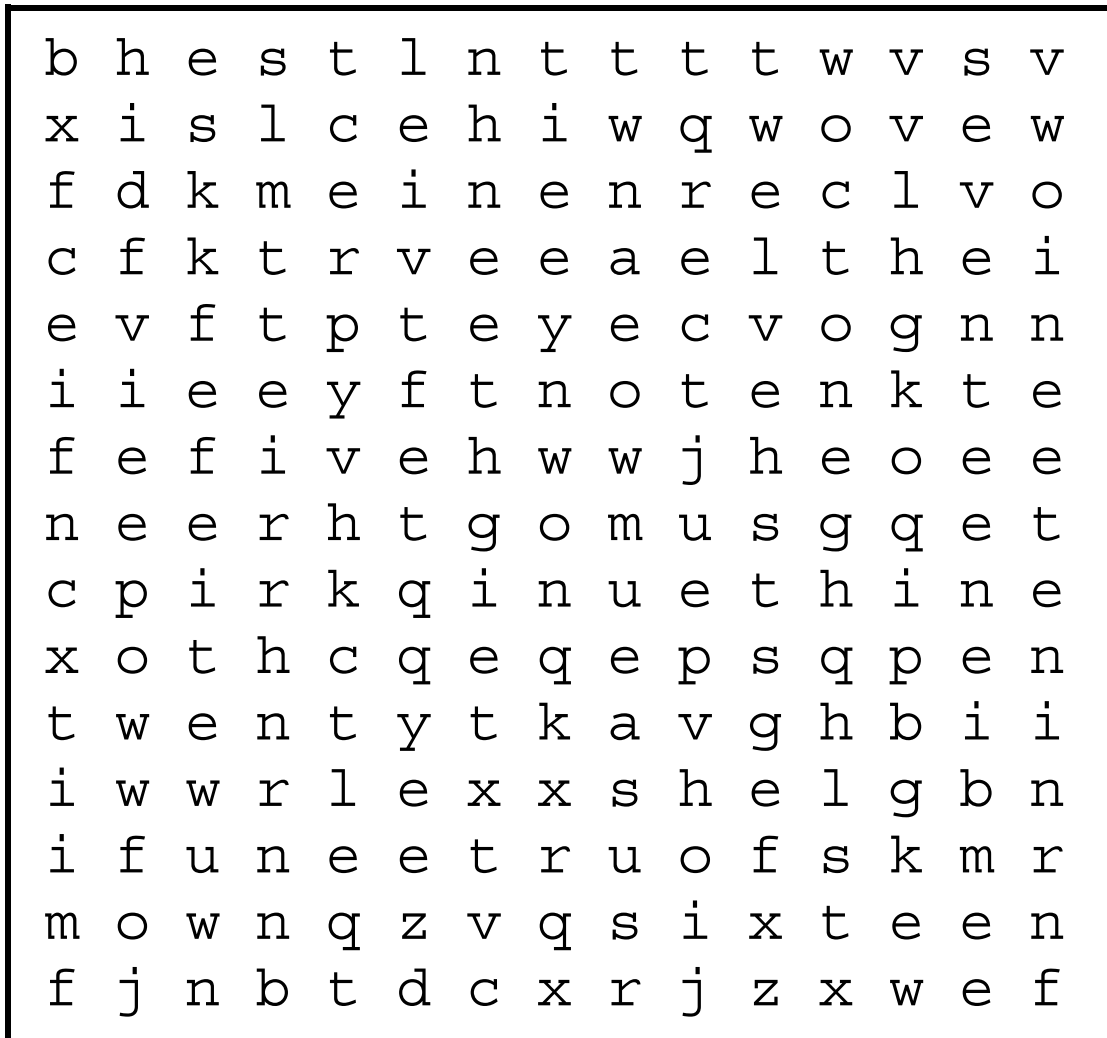 b h e s t l n t t t t w v s v
x i s l c e h i w q w o v e w
f d k m e i n e n r e c l v o
c f k t r v e e a e l t h e i
e v f t p t e y e c v o g n n
i i e e y f t n o t e n k t e
f e f i v e h w w j h e o e e
n e e r h t g o m u s g q e t
c p i r k q i n u e t h i n e
x o t h c q e q e p s q p e n
t w e n t y t k a v g h b i i
i w w r l e x x s h e l g b n
i f u n e e t r u o f s k m r
m o w n q z v q s i x t e e n
f j n b t d c x r j z x w e f